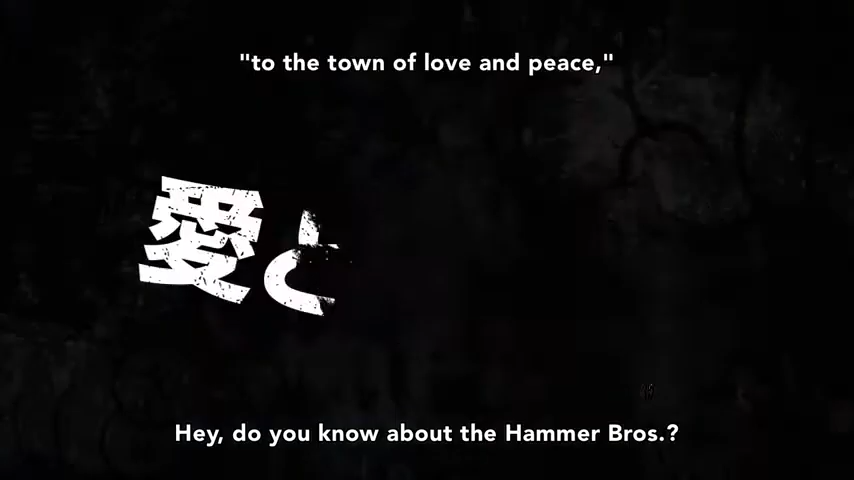 "to the town of love and peace,"
愛と
Hey, do you know about the Hammer Bros.?